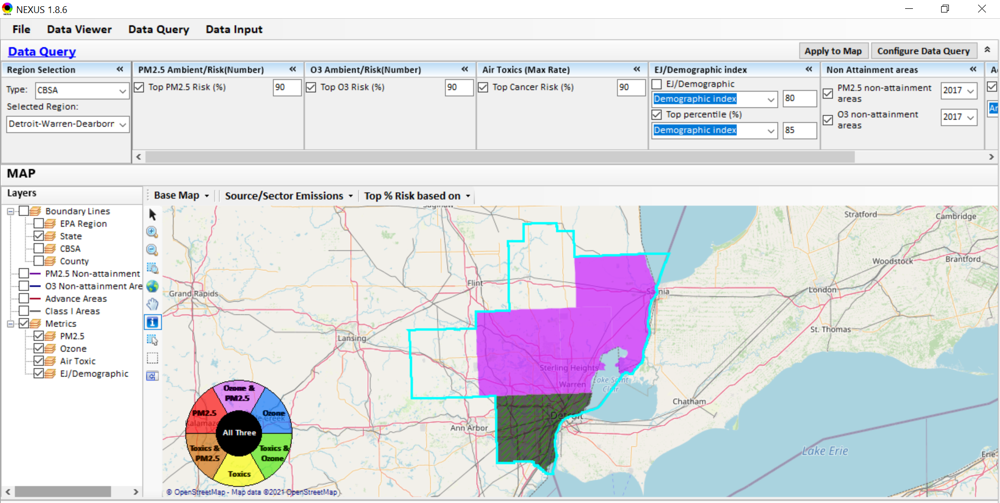 NEXUS 1.8.6
File Data Viewer Data Query Data Input
Data Query Apply to Map Configure Data Query
Region Selection
Type: CBSA
Selected Region:
Detroit-Warren-Dearborn
PM2.5 Ambient/Risk(Number)
Top PM2.5 Risk (%) 90
O3 Ambient/Risk(Number)
Top O3 Risk (%) 90
Air Toxics (Max Rate)
Top Cancer Risk (%) 90
EJ/Demographic index
EJ/Demographic
Demographic index 80
Top percentile (%)
Demographic index 85
Non Attainment areas
PM2.5 non-attainment
areas
2017
O3 non-attainment
areas
2017
MAP
Layers
Boundary Lines
EPA Region
State
CBSA
County
PM2.5 Non-attainment
O3 Non-attainment Are
Advance Areas
Class I Areas
Metrics
PM2.5
Ozone
Air Toxic
EJ/Demographic
Base Map Source/Sector Emissions Top % Risk based on
Saginaw
Stratford
Cambridge
Woodstock
Brantford
Flint
Grand Rapids
Sarnia
London
St. Thomas
Lansing
Sterling Heights
Warren
Lake Saint
Clair
Chatham
Detroit
Ann Arbor
Lake Erie
Erie
Ozone &
PM2.5
PM2.5
Ozone
All Three
Toxics &
PM2.5
Toxics &
Ozone
Toxics
© OpenStreetMap - Map data ©2021 OpenStreetMap